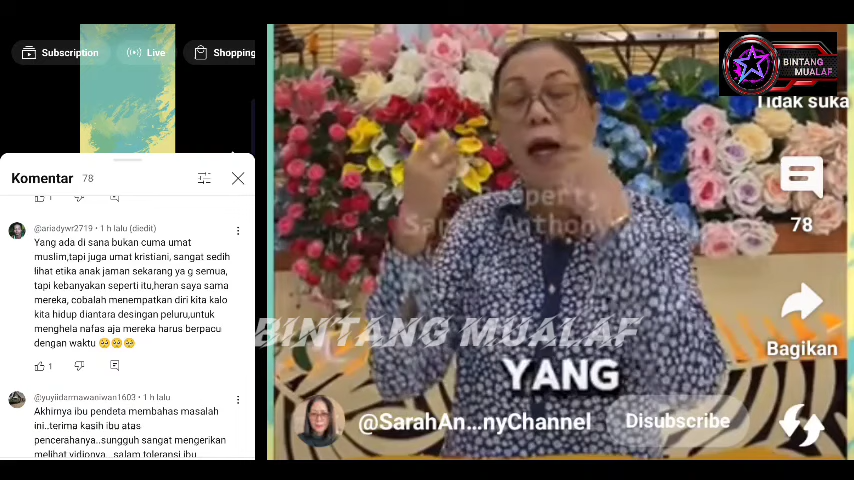 Subscription
Live
Shopping
Komentar 78
1
@ariadywr2719 • 1 h lalu (diedit)
Yang ada di sana bukan cuma umat
muslim,tapi juga umat kristiani, sangat sedih
lihat etika anak jaman sekarang ya g semua,
tapi kebanyakan seperti itu,heran saya sama
mereka, cobalah menempatkan diri kita kalo
kita hidup diantara desingan peluru,untuk
menghela nafas aja mereka harus berpacu
dengan waktu 🥺🥺🥺
1
@yuyiidarmawaniwan1603 • 1 h lalu
Akhirnya ibu pendeta membahas masalah
ini..terima kasih ibu atas
pencerahanya..sungguh sangat mengerikan
melihat vidionya...salam toleransi ibu...
BINTANG
MUALAF
Tidak suka
78
BINTANG MUALAF
Bagikan
YANG
@SarahAn...nyChannel
Disubscribe